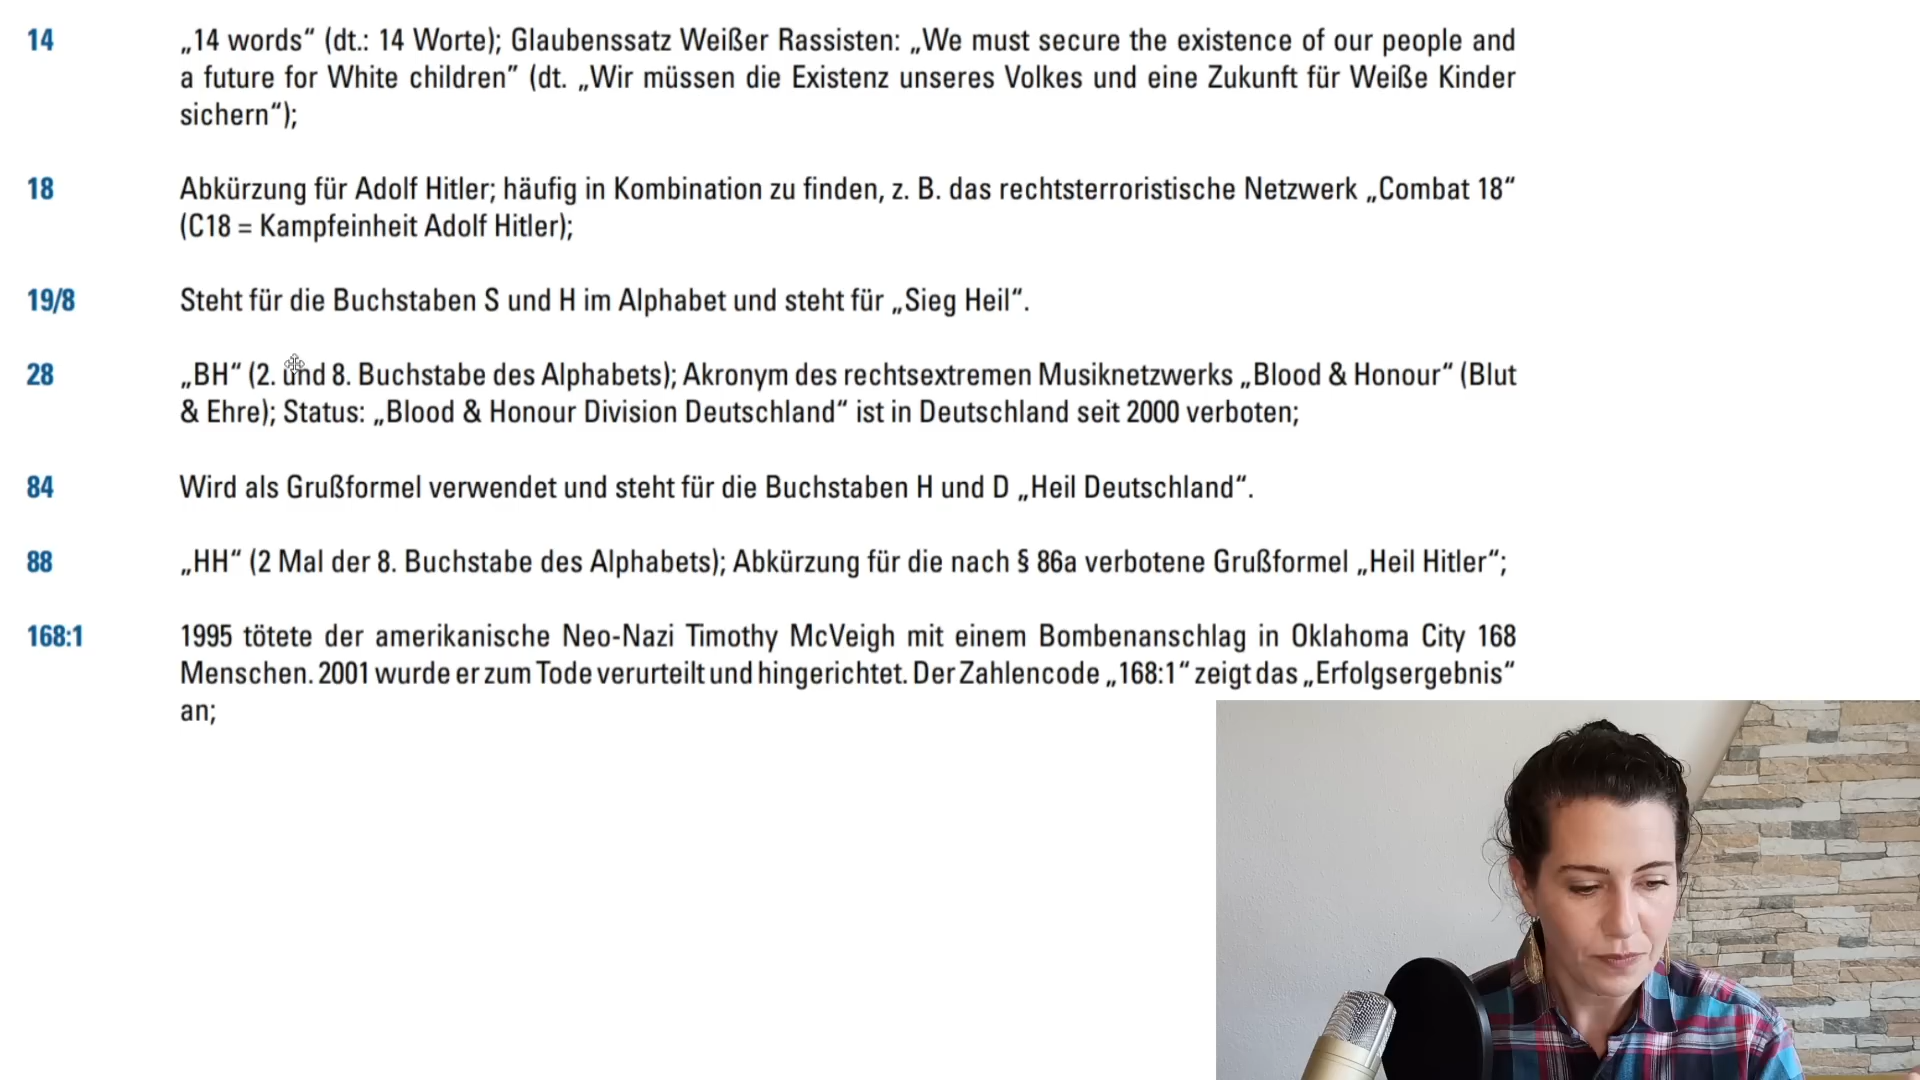 14 „14 words“ (dt.: 14 Worte); Glaubenssatz Weißer Rassisten: „We must secure the existence of our people and
a future for White children” (dt. „Wir müssen die Existenz unseres Volkes und eine Zukunft für Weiße Kinder
sichern“);
18 Abkürzung für Adolf Hitler; häufig in Kombination zu finden, z. B. das rechtsterroristische Netzwerk „Combat 18“
(C18 = Kampfeinheit Adolf Hitler);
19/8 Steht für die Buchstaben S und H im Alphabet und steht für „Sieg Heil“.
28 „BH“ (2. und 8. Buchstabe des Alphabets); Akronym des rechtsextremen Musiknetzwerks „Blood & Honour“ (Blut
& Ehre); Status: „Blood & Honour Division Deutschland“ ist in Deutschland seit 2000 verboten;
84 Wird als Grußformel verwendet und steht für die Buchstaben H und D „Heil Deutschland“.
88 „HH“ (2 Mal der 8. Buchstabe des Alphabets); Abkürzung für die nach § 86a verbotene Grußformel „Heil Hitler“;
168:1 1995 tötete der amerikanische Neo-Nazi Timothy McVeigh mit einem Bombenanschlag in Oklahoma City 168
Menschen. 2001 wurde er zum Tode verurteilt und hingerichtet. Der Zahlencode „168:1“ zeigt das „Erfolgsergebnis“
an;